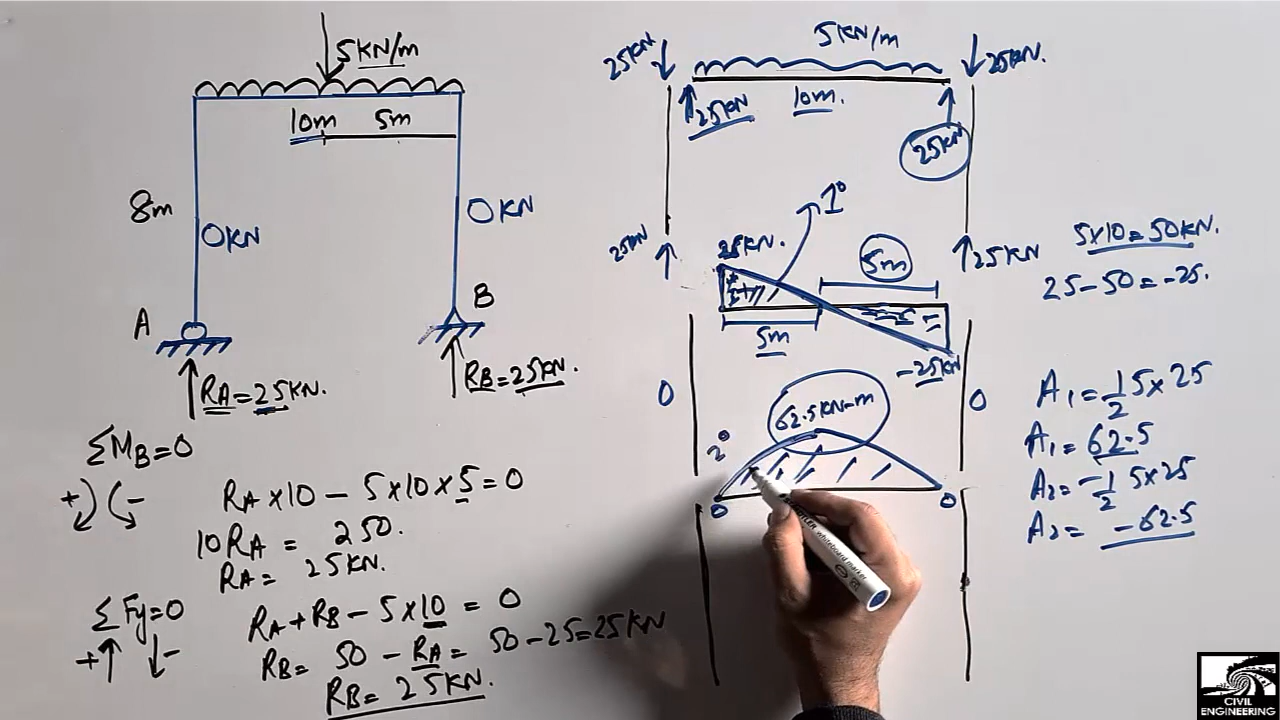 5KN/m
10m 5m
8m
0KN
0KN
A
B
RA=25KN.
RB=25KN.
ΣMB=0
+ -
RA×10 - 5×10×5=0
10RA = 250.
RA= 25KN.
ΣFy=0
+ -
RA+RB-5×10 = 0
RB= 50 - RA = 50-25=25KN
RB= 25KN.
5KN/m
25KN
25KN.
25KN
10m.
25KN
1°
25KN
25KN.
5m
25KN
+
=
5m
-25KN
5×10=50KN.
25-50=-25.
0
0
62.5KN-m
2°
0
0
A1=1/2 5×25
A1=62.5
A2=-1/2 5×25
A2= -62.5
CIVIL
ENGINEERING